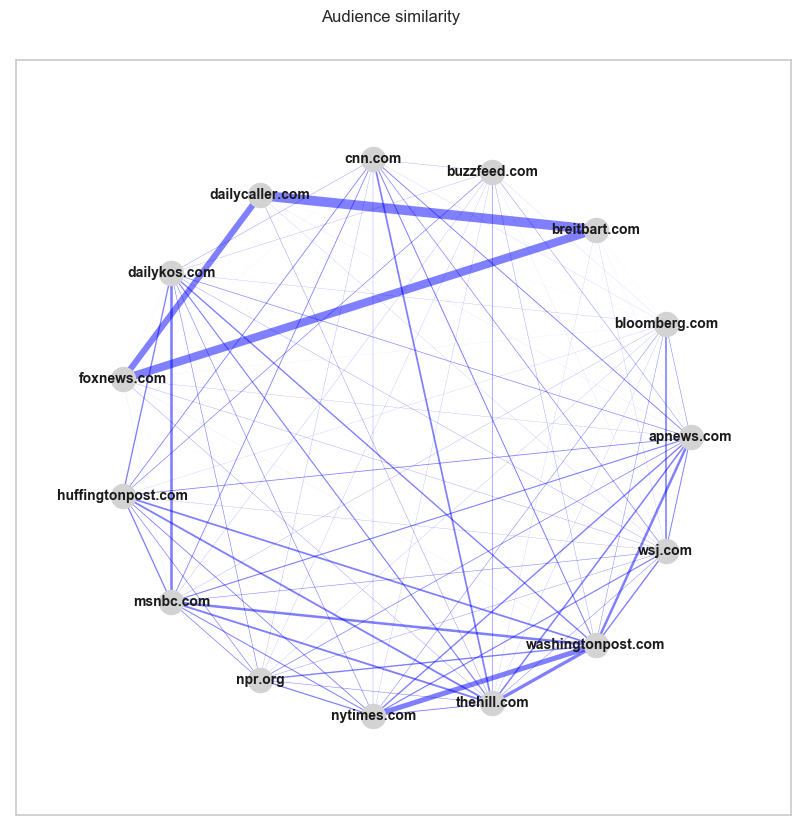 Audience similarity
cnn.com
buzzfeed.com
dailycaller.com
breitbart.com
dailykos.com
bloomberg.com
foxnews.com
apnews.com
huffingtonpost.com
wsj.com
msnbc.com
washingtonpost.com
npr.org
thehill.com
nytimes.com